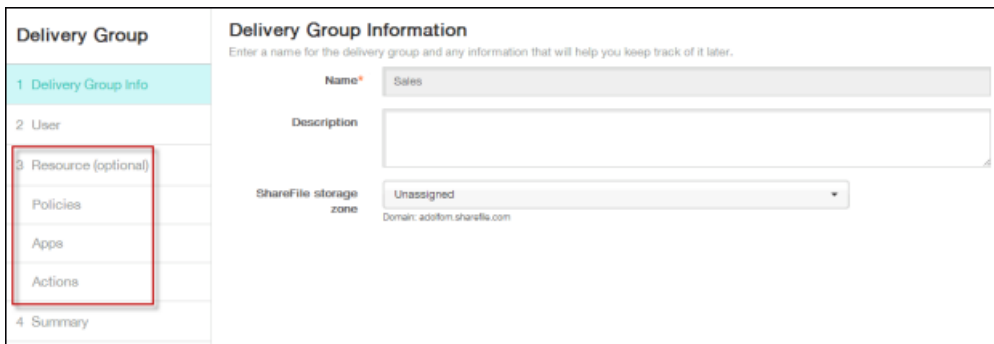 Delivery Group
1 Delivery Group Info
2 User
3 Resource (optional)
Policies
Apps
Actions
4 Summary
Delivery Group Information
Enter a name for the delivery group and any information that will help you keep track of it later.
Name*
Sales
Description
ShareFile storage
zone
Unassigned
Domain: adolfom.sharefile.com